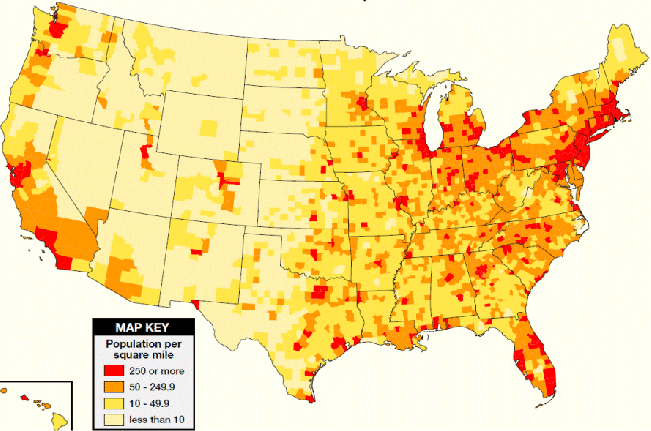 MAP KEY
Population per
square mile
250 or more
50 - 249.9
10 - 49.9
less than 10